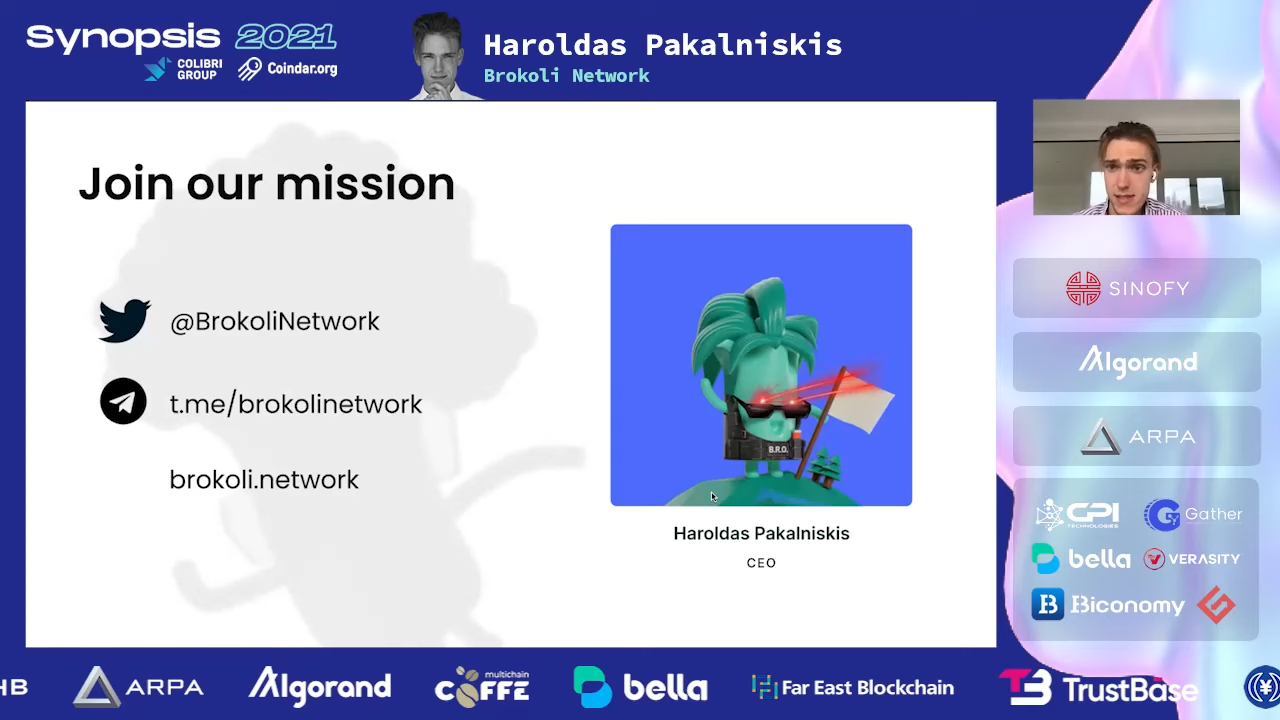 Synopsis 2021
COLIBRI GROUP
Coindar.org
Haroldas Pakalniskis
Brokoli Network
Join our mission
@BrokoliNetwork
t.me/brokolinetwork
brokoli.network
B.R.O.
Haroldas Pakalniskis
CEO
SINOFY
Algorand
ARPA
CPI TECHNOLOGIES
Gather
bella
VERASITY
Biconomy
HB
ARPA
Algorand
multichain
COFFE
bella
Far East Blockchain
TrustBase